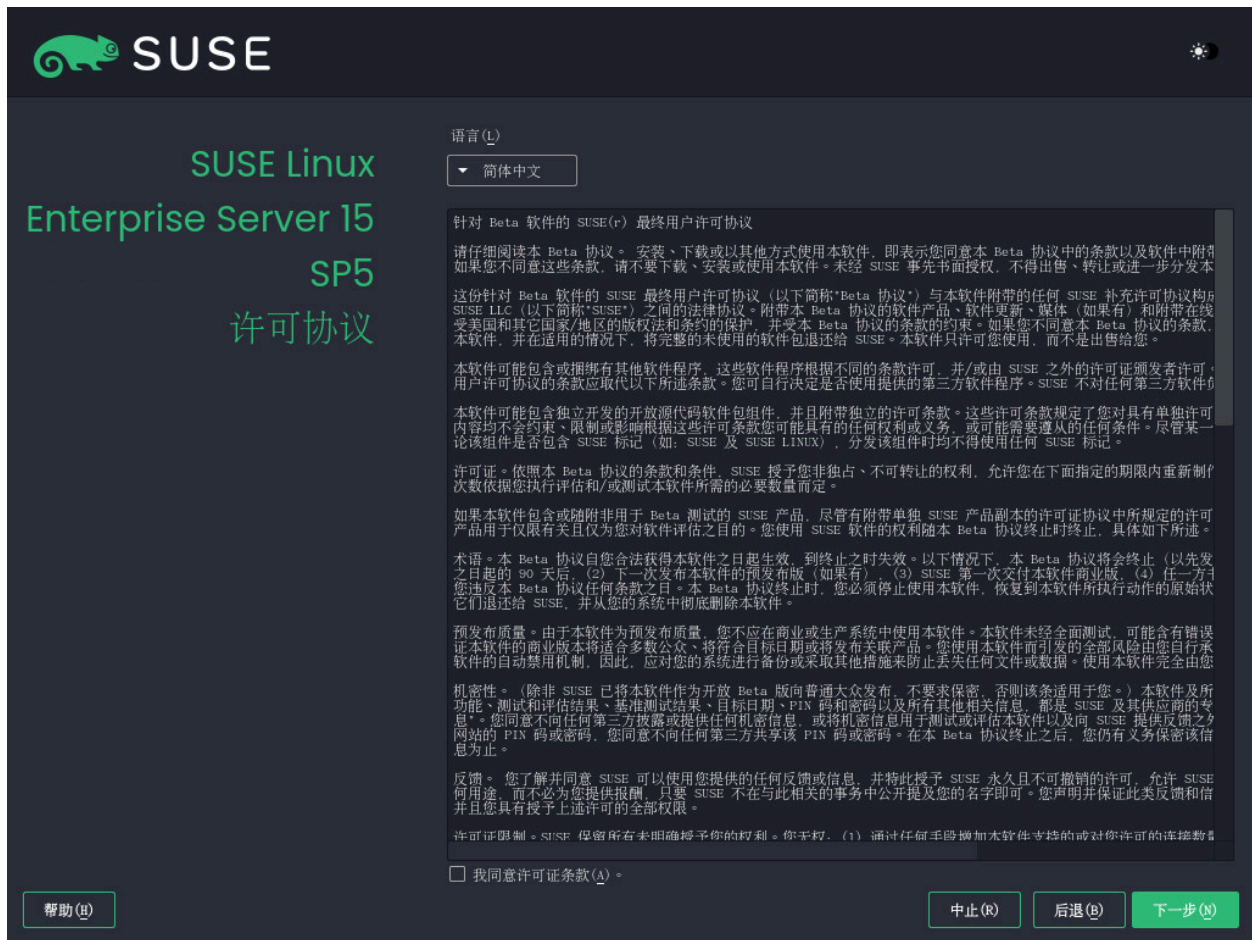 SUSE
SUSE Linux
Enterprise Server 15
SP5
许可协议
语言(L)
简体中文
针对 Beta 软件的 SUSE(r) 最终用户许可协议
请仔细阅读本 Beta 协议。 安装、下载或以其他方式使用本软件，即表示您同意本 Beta 协议中的条款以及软件中附带
如果您不同意这些条款，请不要下载、安装或使用本软件。未经 SUSE 事先书面授权，不得出售、转让或进一步分发本
这份针对 Beta 软件的 SUSE 最终用户许可协议（以下简称"Beta 协议"）与本软件附带的任何 SUSE 补充许可协议构成
SUSE LLC（以下简称"SUSE"）之间的法律协议。附带本 Beta 协议的软件产品、软件更新、媒体（如果有）和附带在线
受美国和其它国家/地区的版权法和条约的保护，并受本 Beta 协议的条款的约束。如果您不同意本 Beta 协议的条款，
本软件，并在适用的情况下，将完整的未使用的软件包退还给 SUSE。本软件只许可您使用，而不是出售给您。
本软件可能包含或捆绑有其他软件程序，这些软件程序根据不同的条款许可，并/或由 SUSE 之外的许可证颁发者许可。
用户许可协议的条款应取代以下所述条款。您可自行决定是否使用提供的第三方软件程序。SUSE 不对任何第三方软件负
本软件可能包含独立开发的开放源代码软件包组件，并且附带独立的许可条款。这些许可条款规定了您对具有单独许可
内容均不会约束、限制或影响根据这些许可条款您可能具有的任何权利或义务，或可能需要遵从的任何条件。尽管某一
论该组件是否包含 SUSE 标记（如：SUSE 及 SUSE LINUX），分发该组件时均不得使用任何 SUSE 标记。
许可证。依照本 Beta 协议的条款和条件，SUSE 授予您非独占、不可转让的权利，允许您在下面指定的期限内重新制作
次数依据您执行评估和/或测试本软件所需的必要数量而定。
如果本软件包含或随附非用于 Beta 测试的 SUSE 产品，尽管有附带单独 SUSE 产品副本的许可证协议中所规定的许可
产品用于仅限有关且仅为您对软件评估之目的。您使用 SUSE 软件的权利随本 Beta 协议终止时终止，具体如下所述。
术语。本 Beta 协议自您合法获得本软件之日起生效，到终止之时失效。以下情况下，本 Beta 协议将会终止（以先发
之日起的 90 天后，（2）下一次发布本软件的预发布版（如果有），（3）SUSE 第一次交付本软件商业版，（4）任一方
您违反本 Beta 协议任何条款之日。本 Beta 协议终止时，您必须停止使用本软件，恢复到本软件所执行动作的原始状
它们退还给 SUSE，并从您的系统中彻底删除本软件。
预发布质量。由于本软件为预发布质量，您不应在商业或生产系统中使用本软件。本软件未经全面测试，可能含有错误
证本软件的商业版本将适合多数公众、将符合目标日期或将发布关联产品。您使用本软件而引发的全部风险由您自行承
软件的自动禁用机制，因此，应对您的系统进行备份或采取其他措施来防止丢失任何文件或数据。使用本软件完全由您
机密性。（除非 SUSE 已将本软件作为开放 Beta 版向普通大众发布，不要求保密，否则该条适用于您。）本软件及所
功能、测试和评估结果、基准测试结果、目标日期、PIN 码和密码以及所有其他相关信息，都是 SUSE 及其供应商的专
息"。您同意不向任何第三方披露或提供任何机密信息，或将机密信息用于测试或评估本软件以及向 SUSE 提供反馈之外
网站的 PIN 码或密码，您同意不向任何第三方共享该 PIN 码或密码。在本 Beta 协议终止之后，您仍有义务保密该信
息为止。
反馈。 您了解并同意 SUSE 可以使用您提供的任何反馈或信息，并特此授予 SUSE 永久且不可撤销的许可，允许 SUSE
何用途，而不必为您提供报酬，只要 SUSE 不在与此相关的事务中公开提及您的名字即可。您声明并保证此类反馈和信
并且您具有授予上述许可的全部权限。
许可证限制。SUSE 保留所有未明确授予您的权利。您无权：（1）通过任何手段增加本软件支持的或对您许可的连接数量
我同意许可证条款(A)。
帮助(H)
中止(R)
后退(B)
下一步(N)